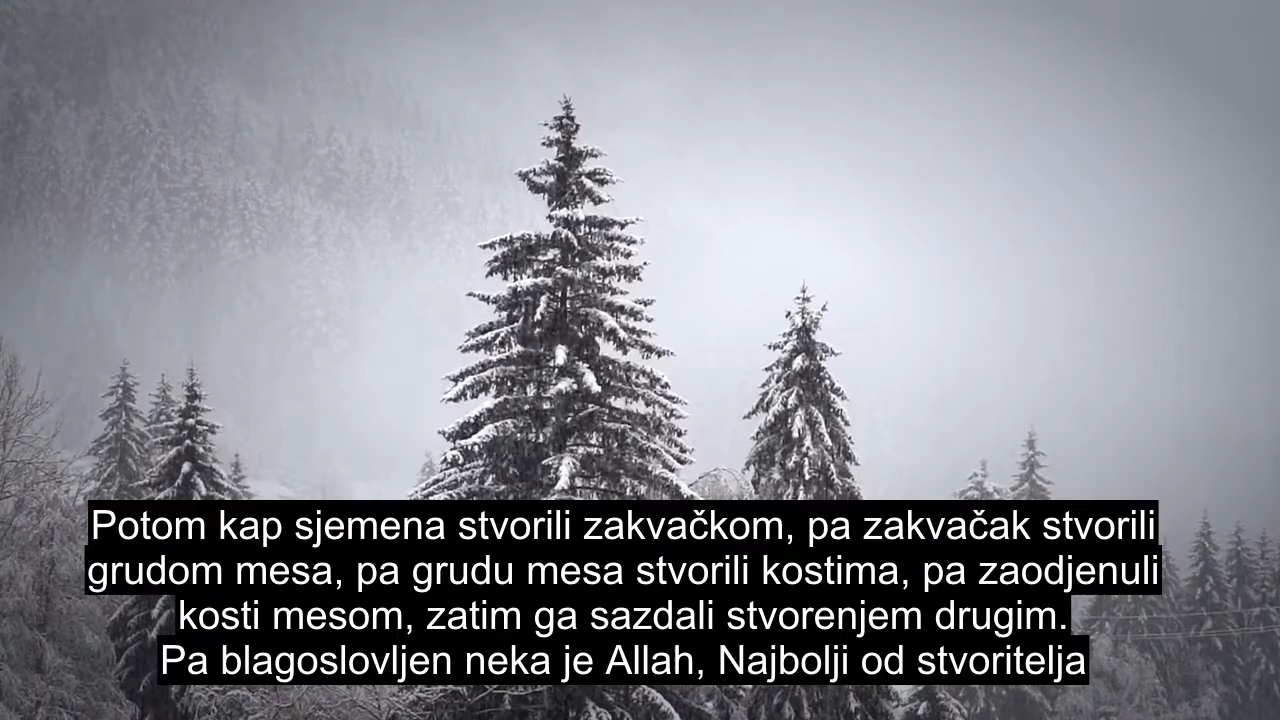 Potom kap sjemena stvorili zakvačkom, pa zakvačak stvorili
grudom mesa, pa grudu mesa stvorili kostima, pa zaodjenuli
kosti mesom, zatim ga sazdali stvorenjem drugim.
Pa blagoslovljen neka je Allah, Najbolji od stvoritelja